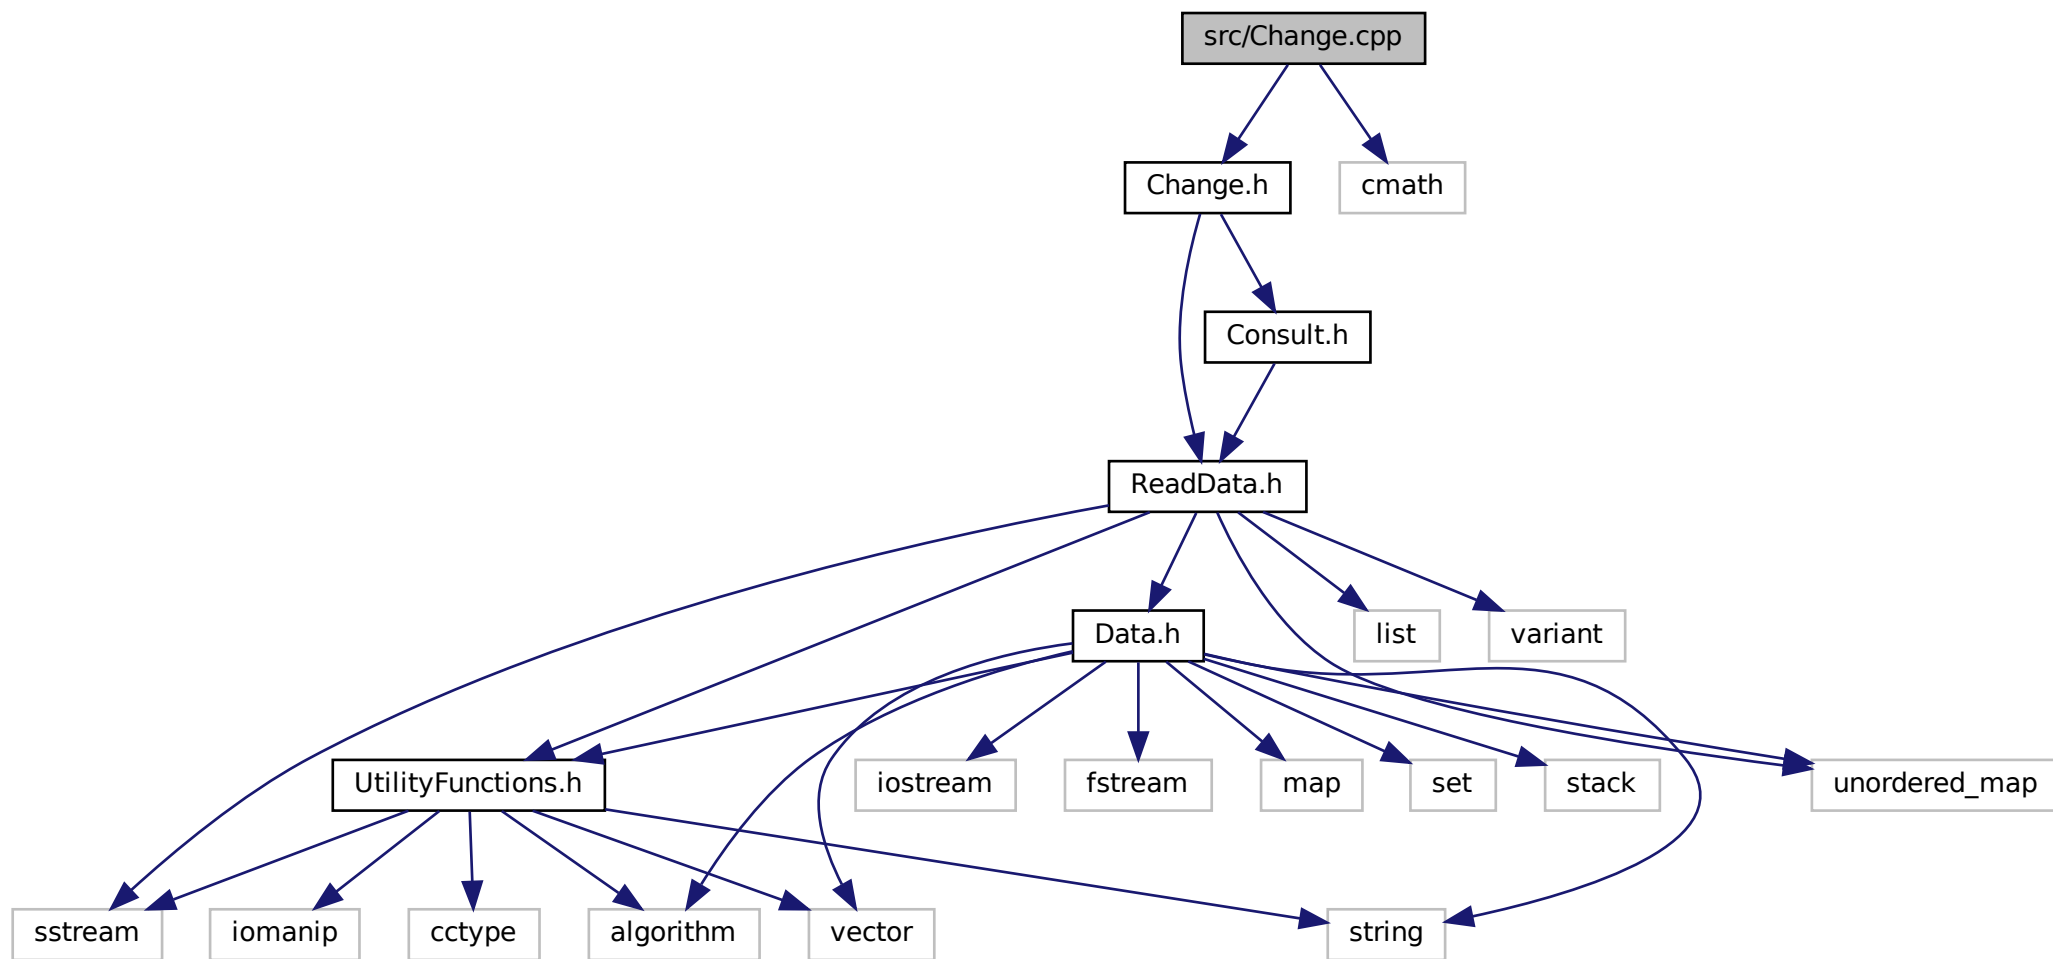 src/Change.cpp
Change.h
cmath
Consult.h
ReadData.h
Data.h
list
variant
UtilityFunctions.h
iostream
fstream
map
set
stack
unordered_map
sstream
iomanip
cctype
algorithm
vector
string